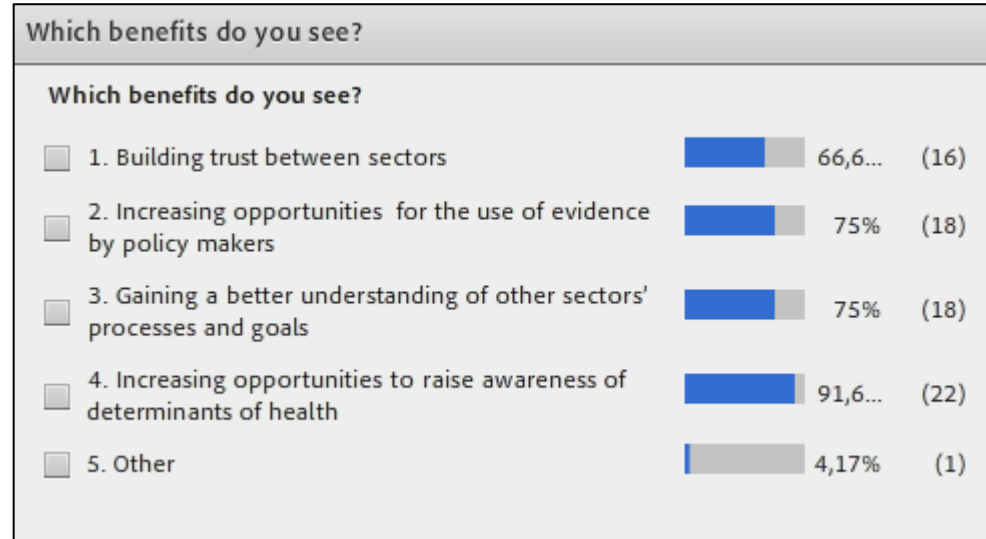 Which benefits do you see?
Which benefits do you see?
1. Building trust between sectors 66,6... (16)
2. Increasing opportunities for the use of evidence
by policy makers 75% (18)
3. Gaining a better understanding of other sectors'
processes and goals 75% (18)
4. Increasing opportunities to raise awareness of
determinants of health 91,6... (22)
5. Other 4,17% (1)